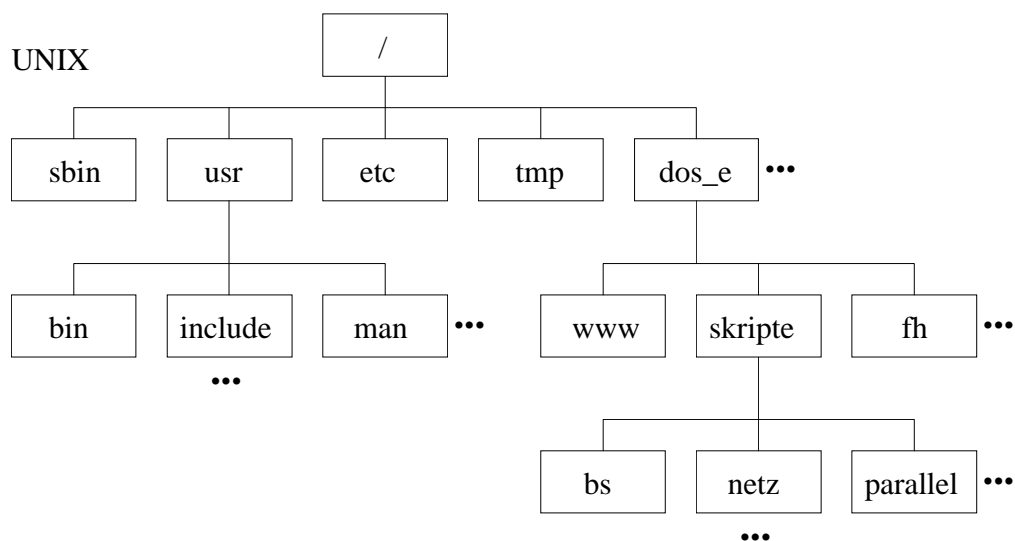 /
UNIX
sbin usr etc tmp dos_e •••
bin include man ••• www skripte fh •••
•••
bs netz parallel •••
•••